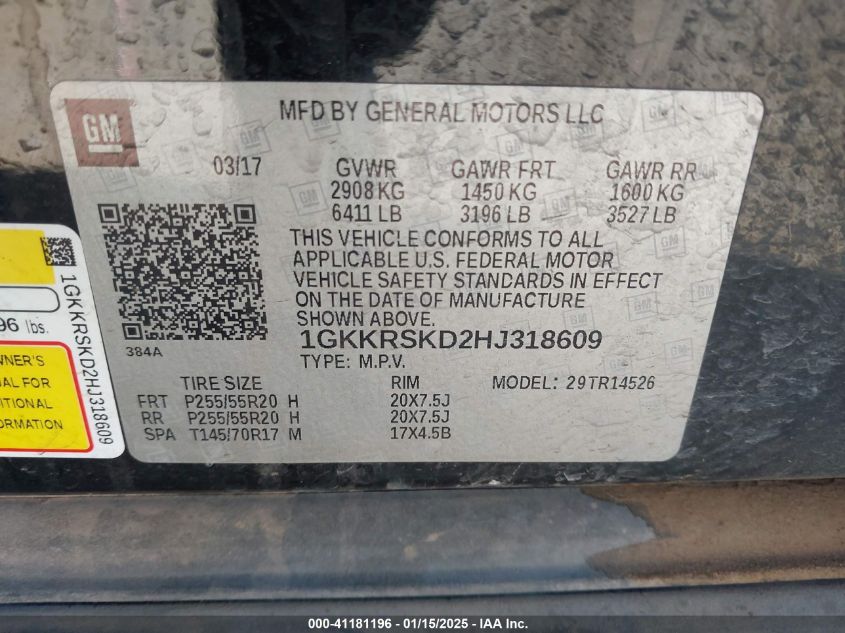 GM
MFD BY GENERAL MOTORS LLC
03/17 GVWR GAWR FRT GAWR RR
2908 KG 1450 KG 1600 KG
6411 LB 3196 LB 3527 LB
THIS VEHICLE CONFORMS TO ALL
APPLICABLE U.S. FEDERAL MOTOR
VEHICLE SAFETY STANDARDS IN EFFECT
ON THE DATE OF MANUFACTURE
SHOWN ABOVE.
384A
1GKKRSKD2HJ318609
TYPE: M.P.V.
TIRE SIZE RIM MODEL: 29TR14526
FRT P255/55R20 H 20X7.5J
RR P255/55R20 H 20X7.5J
SPA T145/70R17 M 17X4.5B
1GKKRSKD2HJ318609
96 lbs.
FOR
000-41181196 - 01/15/2025 - IAA Inc.